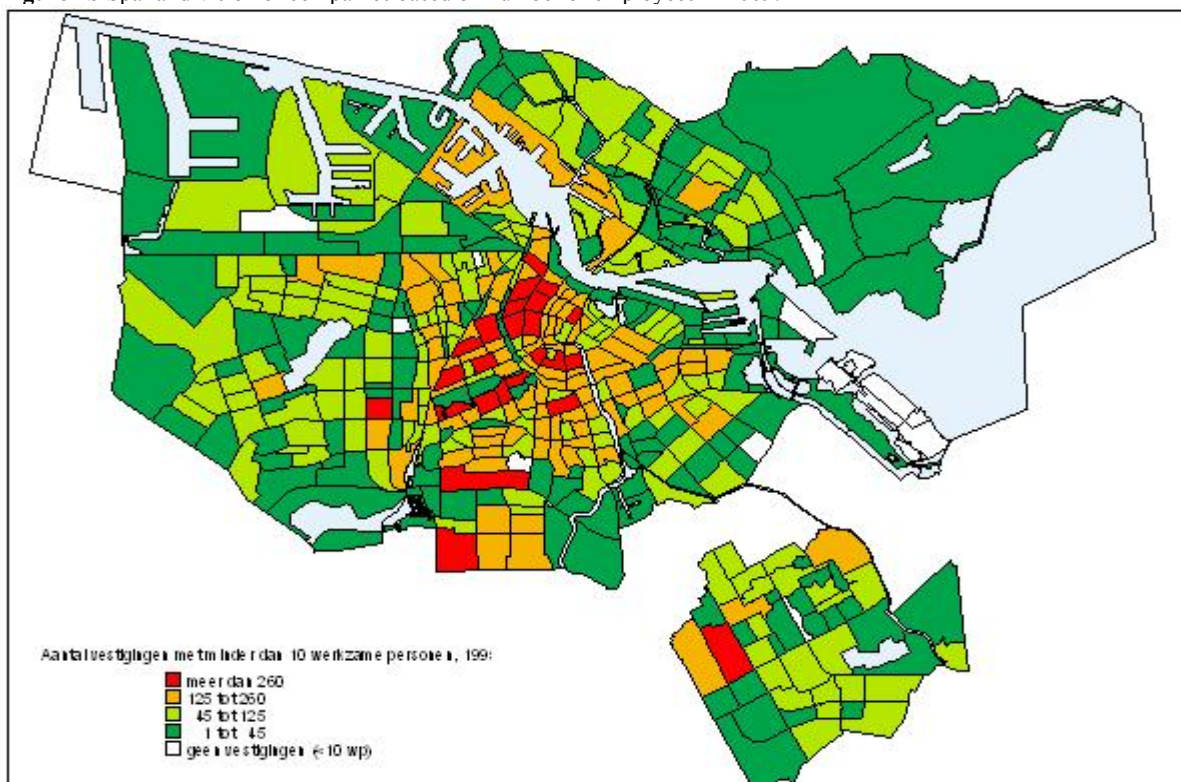 Aantal vestigingen met minder dan 10 werkzame personen, 199
meer dan 260
125 tot 260
45 tot 125
1 tot 45
geen vestigingen (<10 wp)